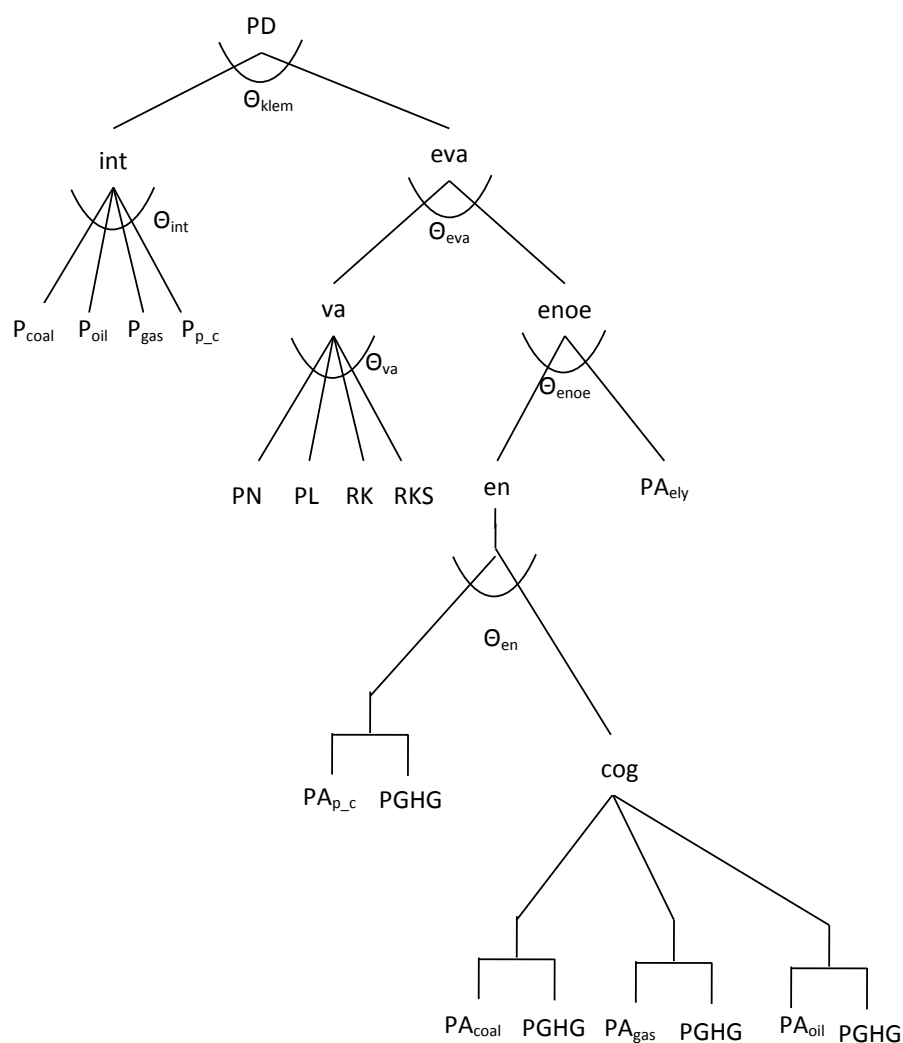 PD
Θklem
int
eva
Θint
Θeva
Pcoal Poil Pgas Pp_c
va
enoe
Θva
Θenoe
PN PL RK RKS
en
PAely
Θen
PAp_c PGHG
cog
PAcoal PGHG PAgas PGHG PAoil PGHG